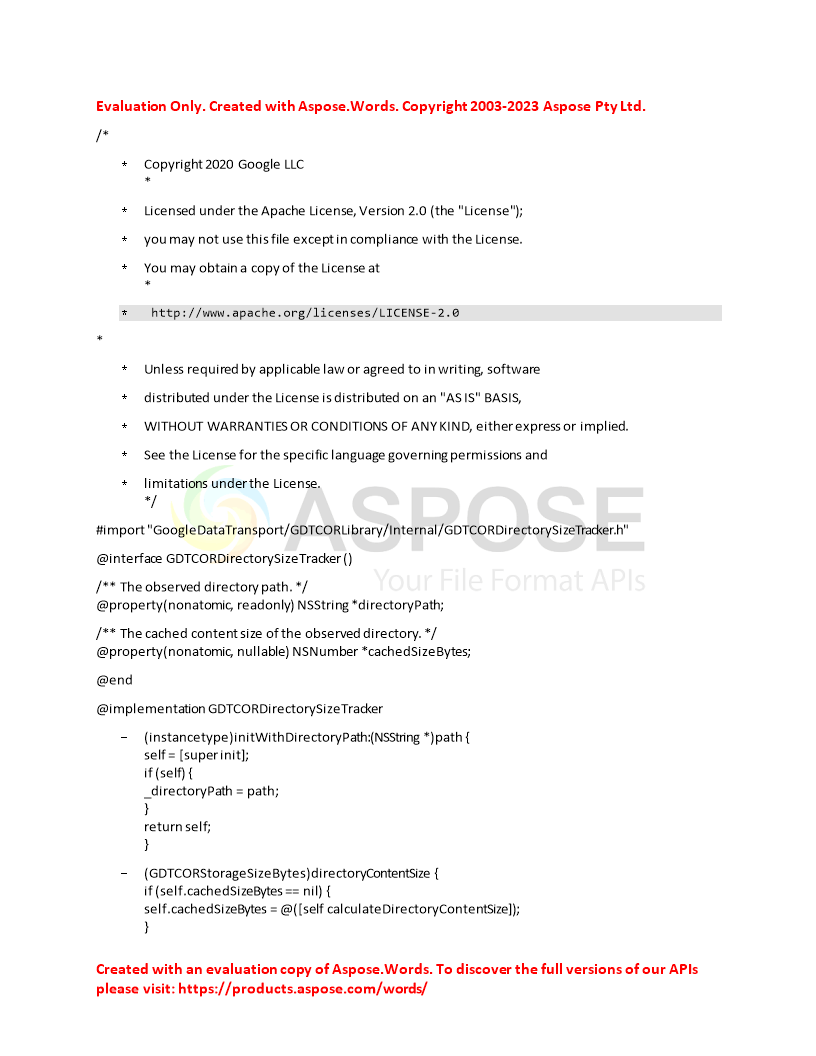 Evaluation Only. Created with Aspose.Words. Copyright 2003-2023 Aspose Pty Ltd.
/*
* Copyright 2020 Google LLC
*
* Licensed under the Apache License, Version 2.0 (the "License");
* you may not use this file except in compliance with the License.
* You may obtain a copy of the License at
*
* http://www.apache.org/licenses/LICENSE-2.0
*
* Unless required by applicable law or agreed to in writing, software
* distributed under the License is distributed on an "AS IS" BASIS,
* WITHOUT WARRANTIES OR CONDITIONS OF ANY KIND, either express or implied.
* See the License for the specific language governing permissions and
* limitations under the License.
*/
ASPOSE
Your File Format APIs
#import "GoogleDataTransport/GDTCORLibrary/Internal/GDTCORDirectorySizeTracker.h"
@interface GDTCORDirectorySizeTracker ()
/** The observed directory path. */
@property(nonatomic, readonly) NSString *directoryPath;
/** The cached content size of the observed directory. */
@property(nonatomic, nullable) NSNumber *cachedSizeBytes;
@end
@implementation GDTCORDirectorySizeTracker
– (instancetype)initWithDirectoryPath:(NSString *)path {
self = [super init];
if (self) {
_directoryPath = path;
}
return self;
}
– (GDTCORStorageSizeBytes)directoryContentSize {
if (self.cachedSizeBytes == nil) {
self.cachedSizeBytes = @([self calculateDirectoryContentSize]);
}
Created with an evaluation copy of Aspose.Words. To discover the full versions of our APIs
please visit: https://products.aspose.com/words/